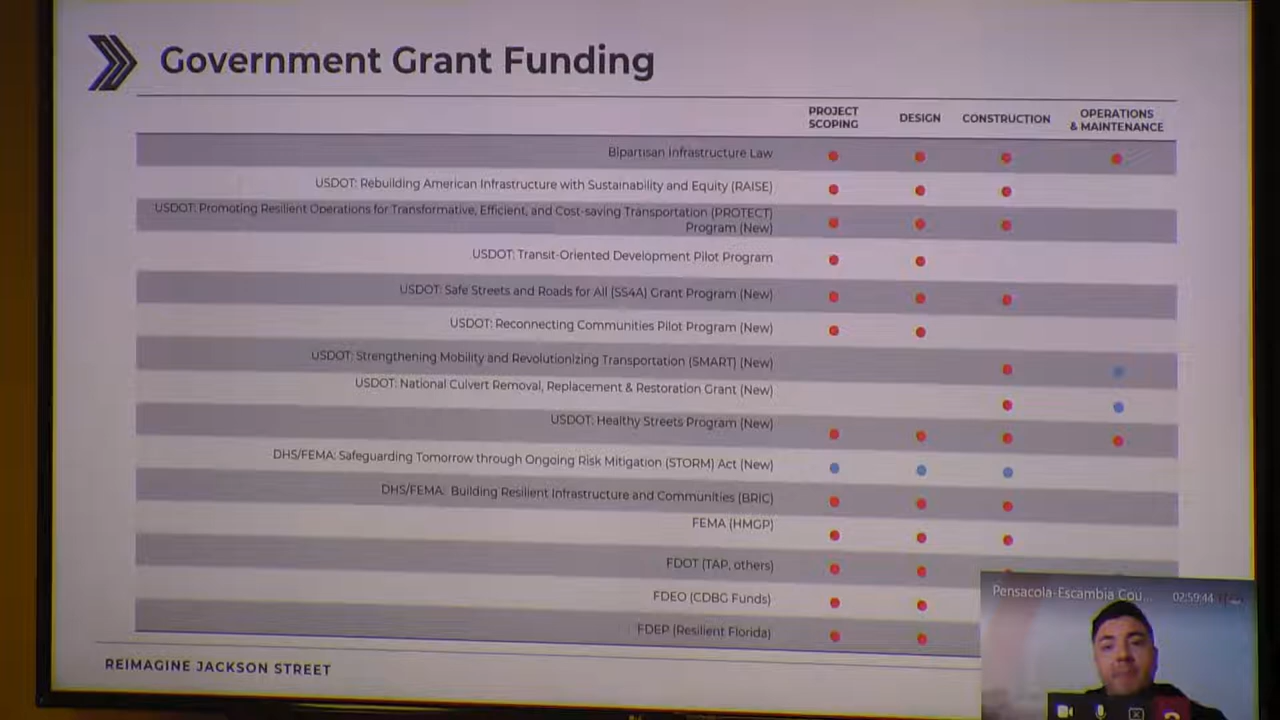 Government Grant Funding
PROJECT SCOPING
DESIGN
CONSTRUCTION
OPERATIONS & MAINTENANCE
Bipartisan Infrastructure Law
USDOT: Rebuilding American Infrastructure with Sustainability and Equity (RAISE)
USDOT: Promoting Resilient Operations for Transformative, Efficient, and Cost-saving Transportation (PROTECT)
Program (New)
USDOT: Transit-Oriented Development Pilot Program
USDOT: Safe Streets and Roads for All (SS4A) Grant Program (New)
USDOT: Reconnecting Communities Pilot Program (New)
USDOT: Strengthening Mobility and Revolutionizing Transportation (SMART) (New)
USDOT: National Culvert Removal, Replacement & Restoration Grant (New)
USDOT: Healthy Streets Program (New)
DHS/FEMA: Safeguarding Tomorrow through Ongoing Risk Mitigation (STORM) Act (New)
DHS/FEMA: Building Resilient Infrastructure and Communities (BRIC)
FEMA (HMGP)
FDOT (TAP, others)
FDEO (CDBG Funds)
FDEP (Resilient Florida)
REIMAGINE JACKSON STREET
Pensacola-Escambia Cou... 02:59:44